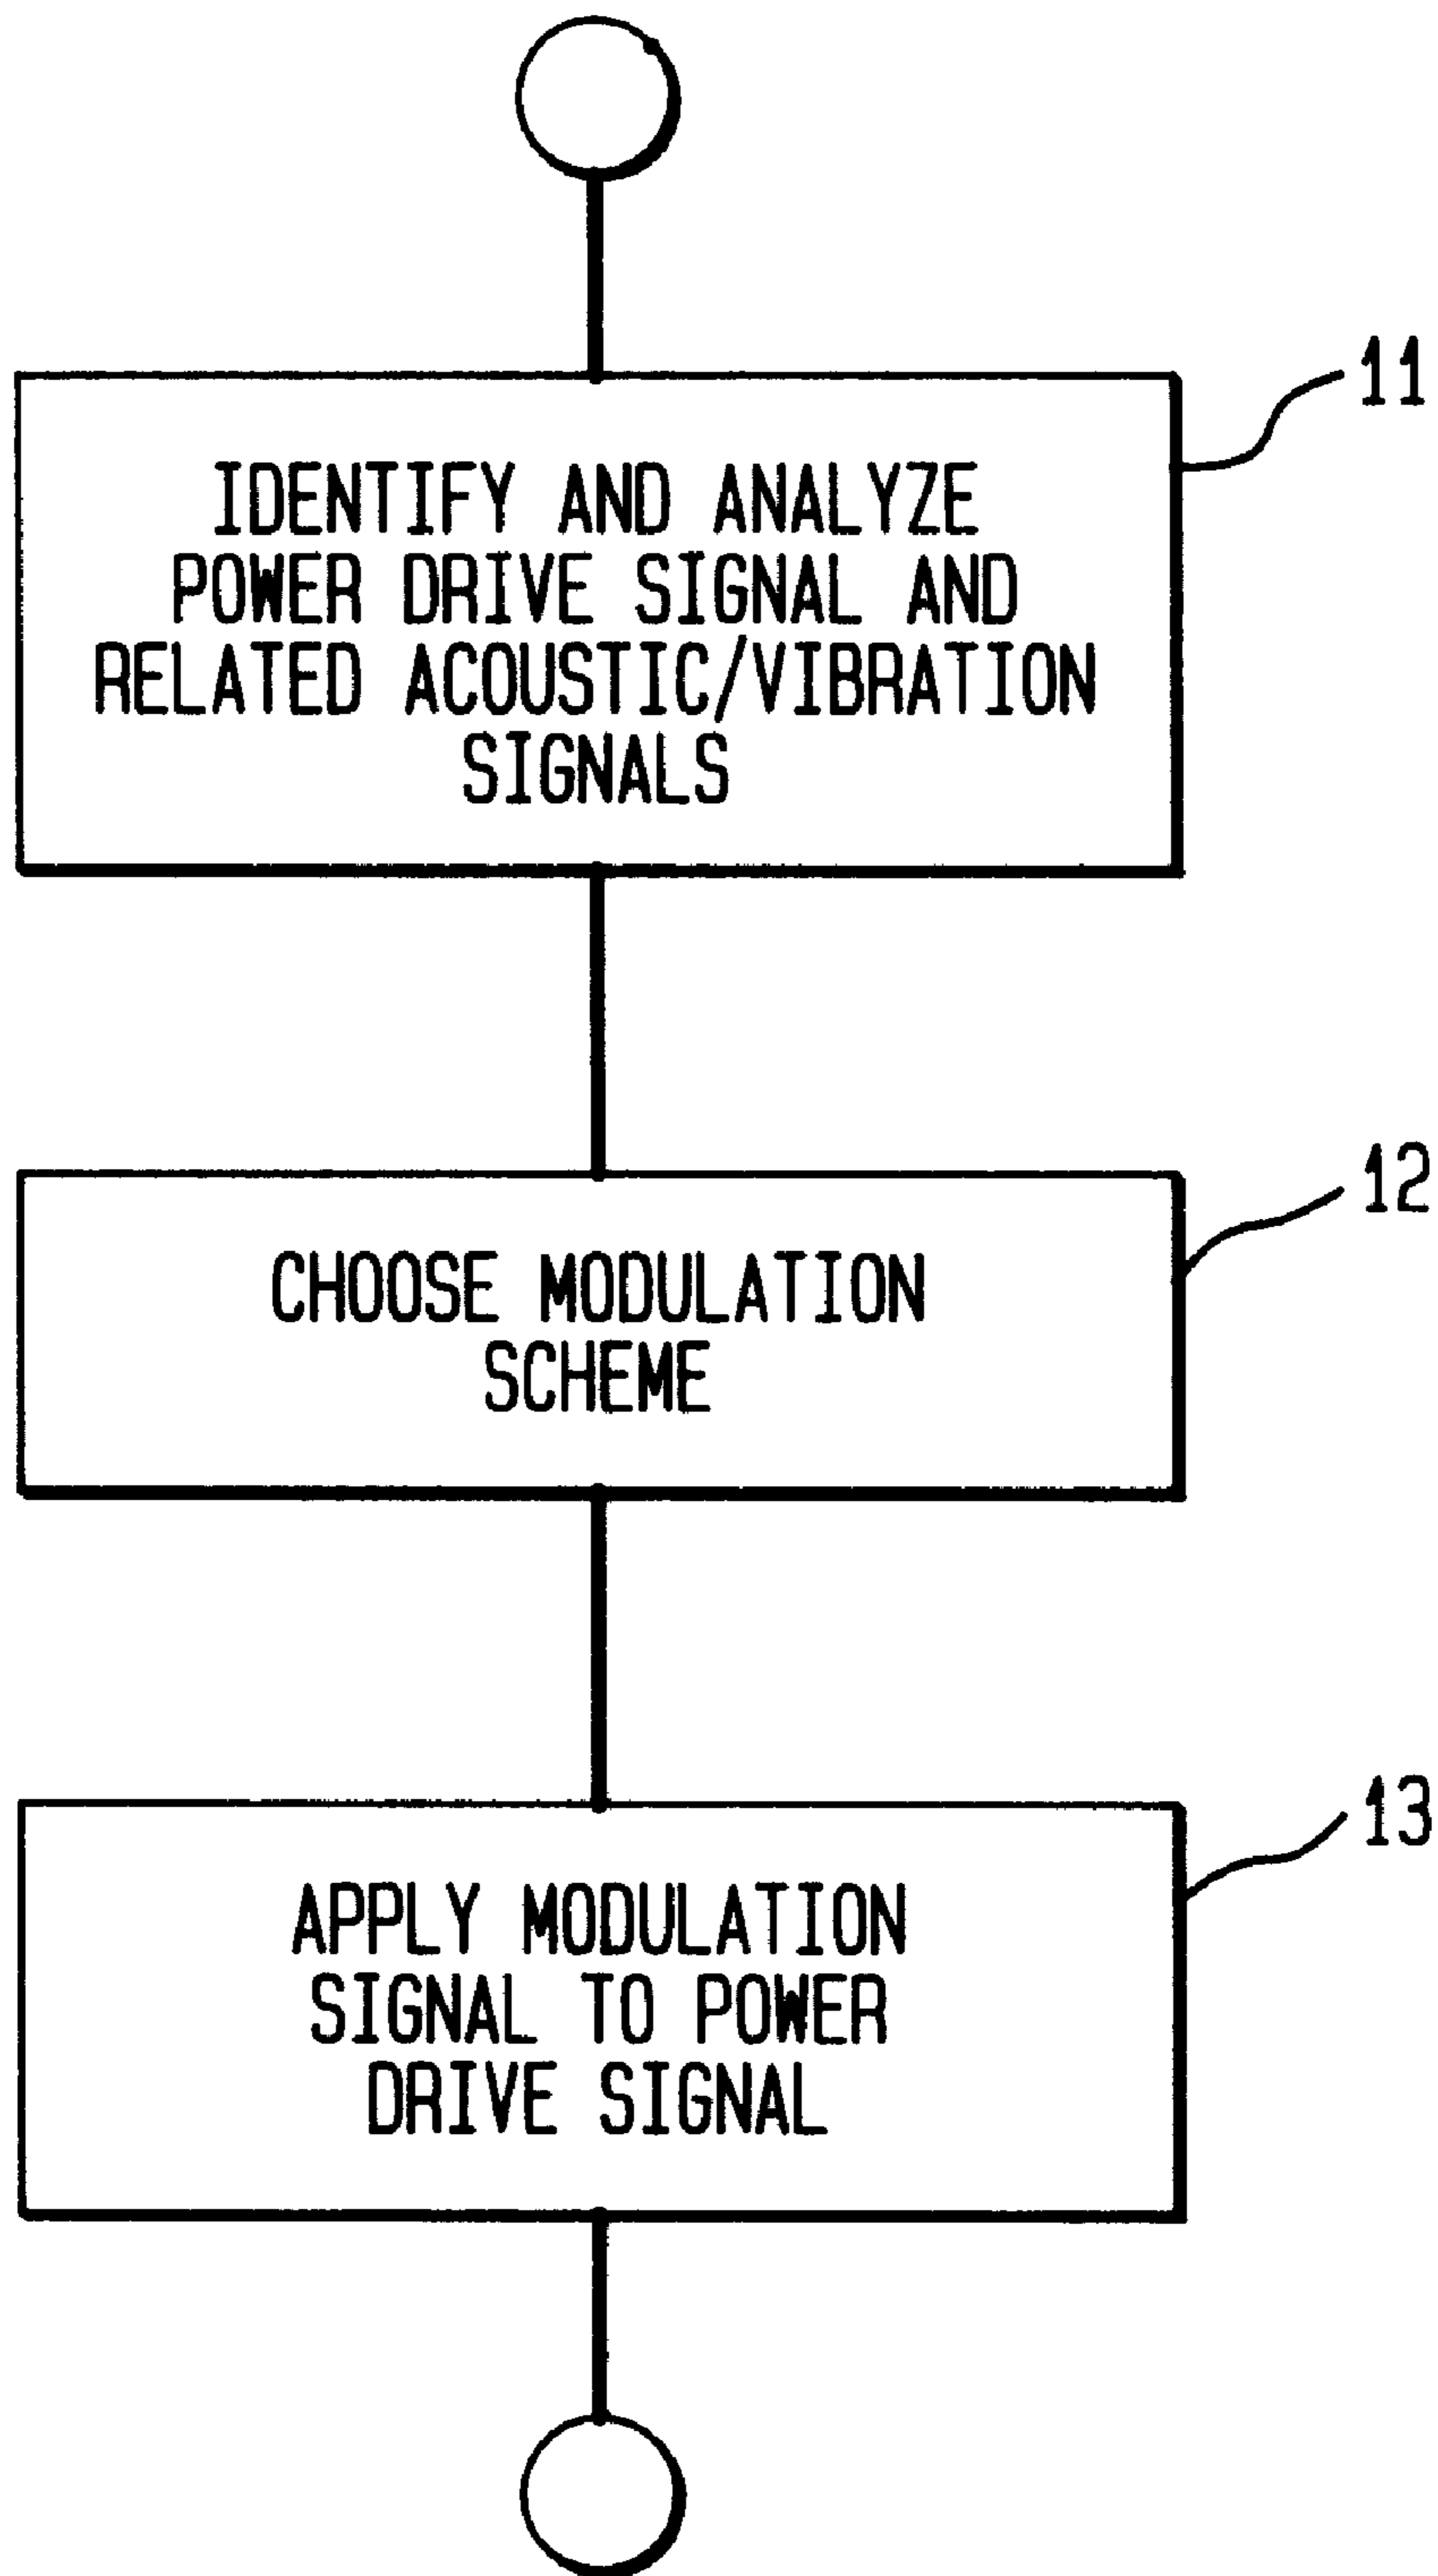 11
IDENTIFY AND ANALYZE
POWER DRIVE SIGNAL AND
RELATED ACOUSTIC/VIBRATION
SIGNALS
12
CHOOSE MODULATION
SCHEME
13
APPLY MODULATION
SIGNAL TO POWER
DRIVE SIGNAL